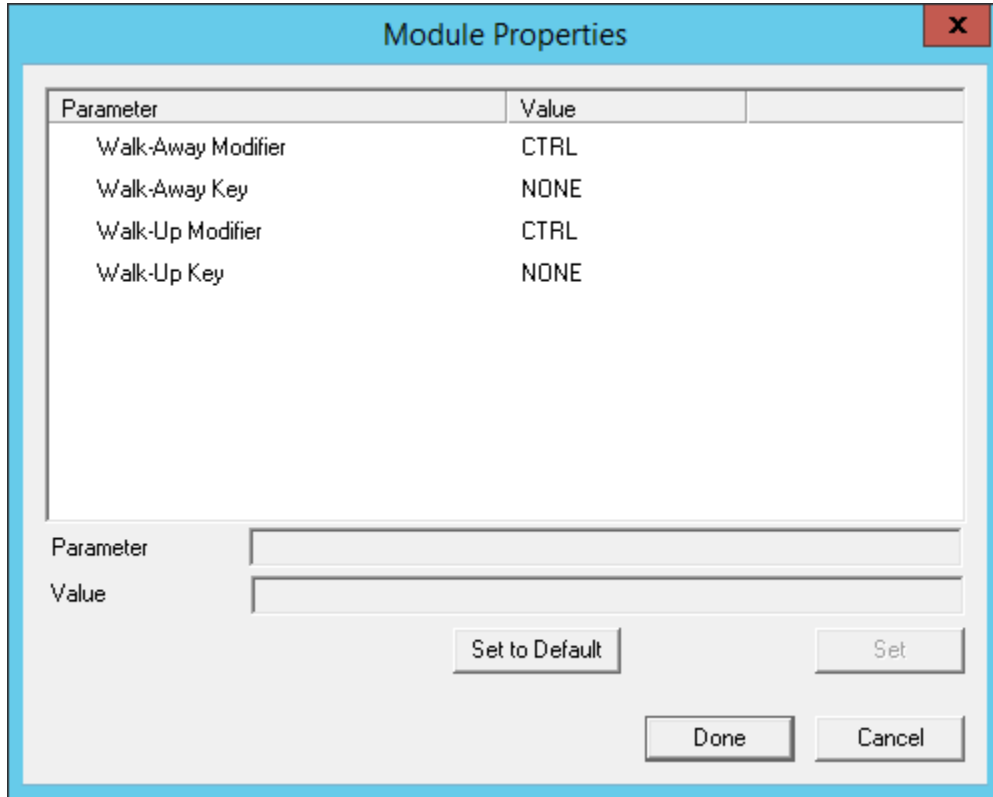 Module Properties
x
Parameter Value
Walk-Away Modifier CTRL
Walk-Away Key NONE
Walk-Up Modifier CTRL
Walk-Up Key NONE
Parameter
Value
Set to Default Set
Done Cancel